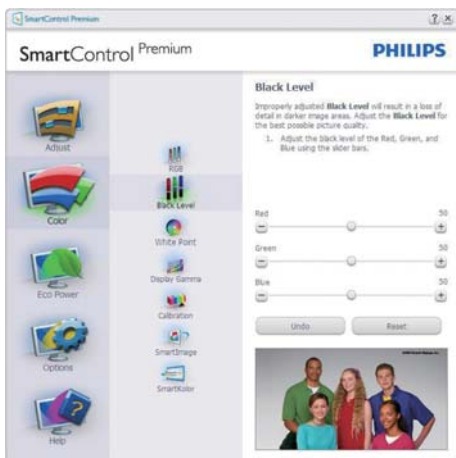 SmartControl Premium
SmartControl Premium
PHILIPS
Adjust
Color
Eco Power
Options
Help
RGB
Black Level
White Point
Display Gamma
Calibration
SmartImage
SmartKolor
Black Level
Improperly adjusted Black Level will result in a loss of
detail in darker image areas. Adjust the Black Level for
the best possible picture quality.
1. Adjust the black level of the Red, Green, and
Blue using the slider bars.
Red 50
Green 50
Blue 50
Undo Reset